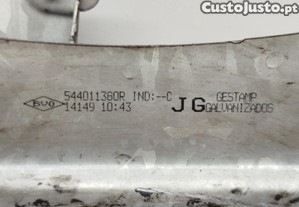 CustoJusto.pt
544011360R IND:--C
14149 10:43
JG
GESTAMP
GALVANIZADOS